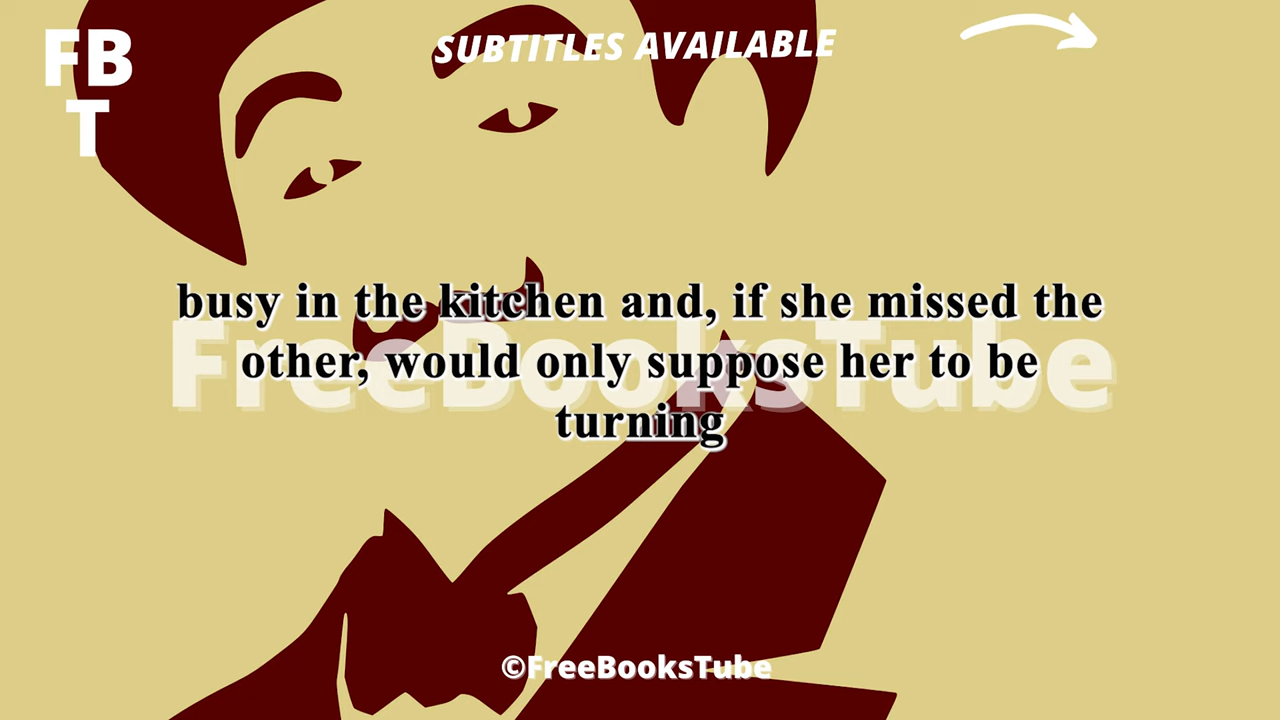 FB
T
SUBTITLES AVAILABLE
busy in the kitchen and, if she missed the
other, would only suppose her to be
turning
FreeBooksTube
©FreeBooksTube